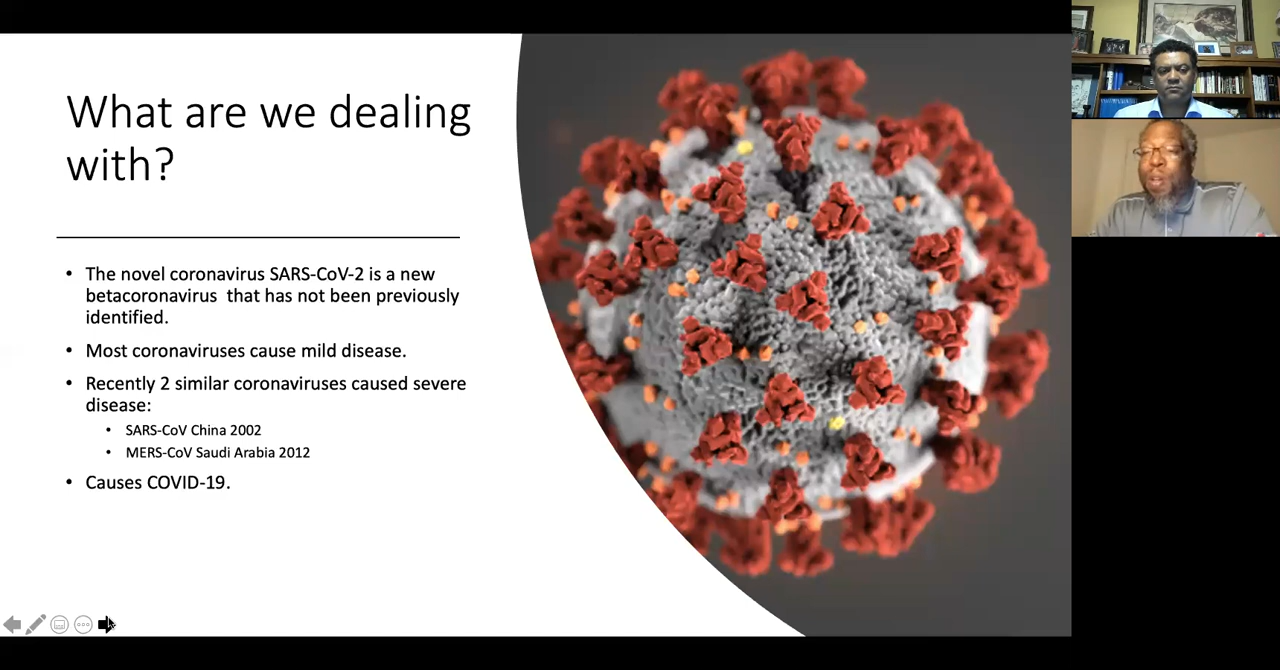 What are we dealing
with?
• The novel coronavirus SARS-CoV-2 is a new
betacoronavirus that has not been previously
identified.
• Most coronaviruses cause mild disease.
• Recently 2 similar coronaviruses caused severe
disease:
• SARS-CoV China 2002
• MERS-CoV Saudi Arabia 2012
• Causes COVID-19.